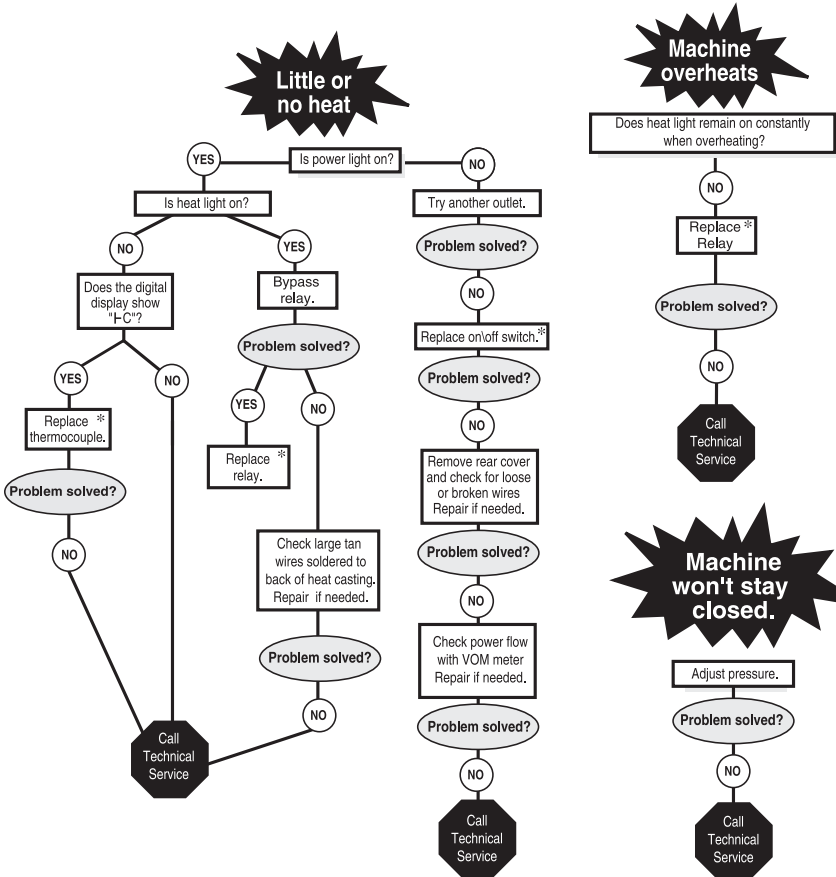 Little or
no heat
Is power light on?
YES
NO
Is heat light on?
NO
YES
Does the digital
display show
"⊢C"?
YES
NO
Replace *
thermocouple.
Problem solved?
NO
Bypass
relay.
Problem solved?
YES
NO
Replace *
relay.
Check large tan
wires soldered to
back of heat casting.
Repair if needed.
Problem solved?
NO
Call
Technical
Service
Try another outlet.
Problem solved?
NO
Replace on\off switch.*
Problem solved?
NO
Remove rear cover
and check for loose
or broken wires
Repair if needed.
Problem solved?
NO
Check power flow
with VOM meter
Repair if needed.
Problem solved?
NO
Call
Technical
Service
Machine
overheats
Does heat light remain on constantly
when overheating?
NO
Replace *
Relay
Problem solved?
NO
Call
Technical
Service
Machine
won't stay
closed.
Adjust pressure.
Problem solved?
NO
Call
Technical
Service